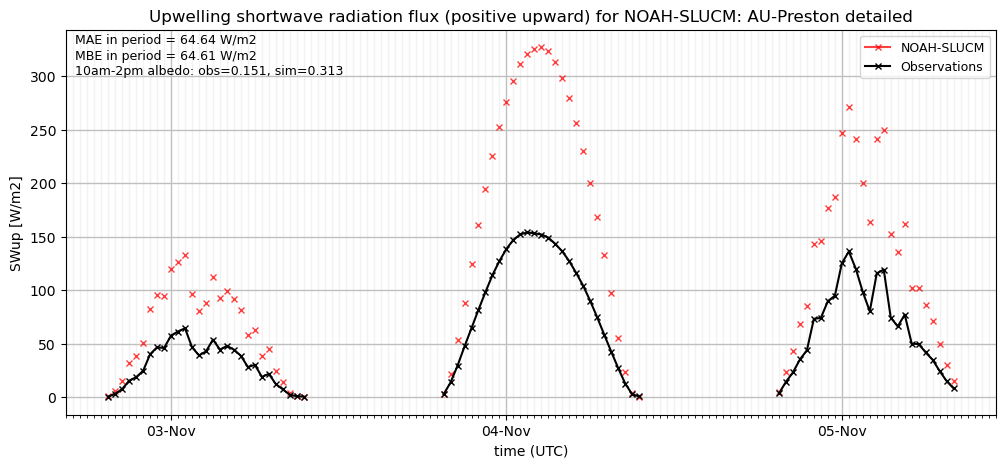 Upwelling shortwave radiation flux (positive upward) for NOAH-SLUCM: AU-Preston detailed
MAE in period = 64.64 W/m2
MBE in period = 64.61 W/m2
10am-2pm albedo: obs=0.151, sim=0.313
NOAH-SLUCM
Observations
SWup [W/m2]
300
250
200
150
100
50
0
03-Nov
04-Nov
05-Nov
time (UTC)